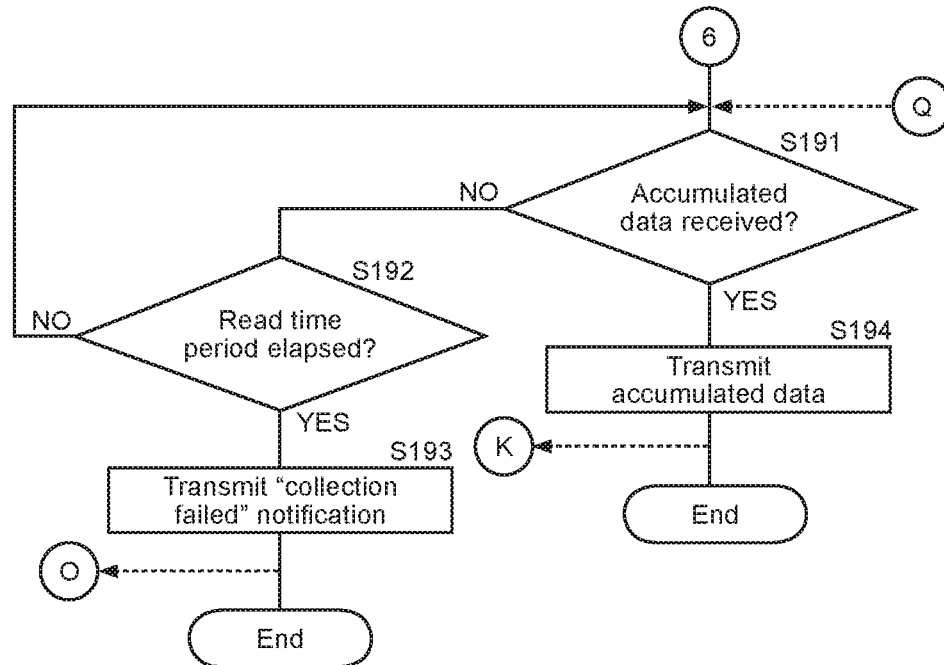 6
Q
S191
NO
Accumulated
data received?
S192
YES
NO
Read time
period elapsed?
S194
Transmit
accumulated data
YES
K
S193
Transmit “collection
failed” notification
End
O
End